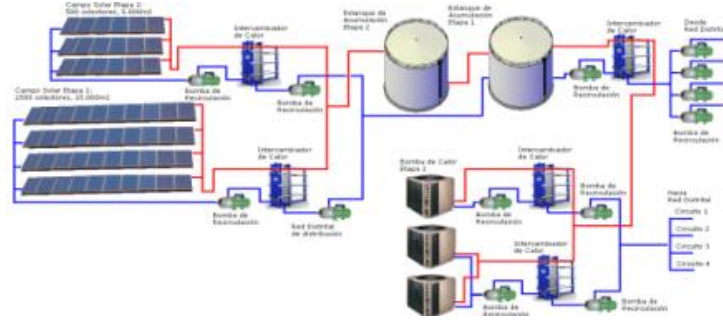 Campo Solar Etapa 2:
500 colectores, 5.000m2
Intercambiador
de Calor
Bomba de
Recirculación
Bomba de
Recirculación
Estanque de
Acumulación
Etapa 2
Estanque de
Acumulación
Etapa 1
Intercambiador
de Calor
Bomba de
Recirculación
Desde
Red Distrital
Bomba de
Recirculación
Campo Solar Etapa 1:
colectores, 10.000m2
Intercambiador
de Calor
Bomba de
Recirculación
Red Distrital
de distribución
Bomba de Calor
Intercambiador
de Calor
Bomba de
Recirculación
Bomba de
Recirculación
Hacia
Red Distrital
Circuito 1
Circuito 2
Circuito 3
Circuito 4
Intercambiador
de Calor
Bomba de
Recirculación
Bomba de
Recirculación